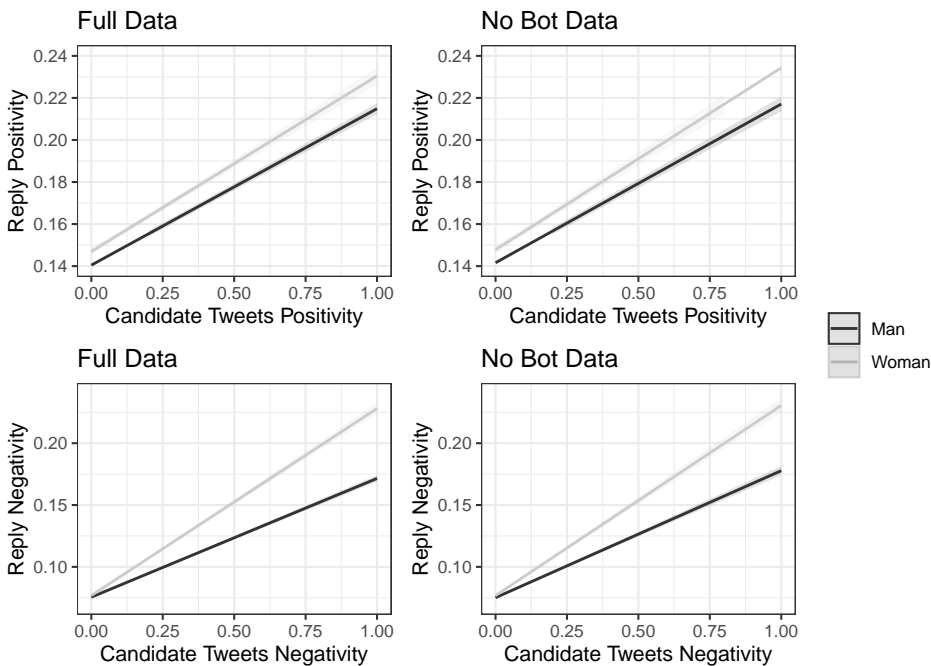 Full Data
No Bot Data
0.24
0.22
0.20
0.18
0.16
0.14
Reply Positivity
0.00 0.25 0.50 0.75 1.00
Candidate Tweets Positivity
0.24
0.22
0.20
0.18
0.16
0.14
Reply Positivity
0.00 0.25 0.50 0.75 1.00
Candidate Tweets Positivity
Man
Woman
Full Data
No Bot Data
0.20
0.15
0.10
Reply Negativity
0.00 0.25 0.50 0.75 1.00
Candidate Tweets Negativity
0.20
0.15
0.10
Reply Negativity
0.00 0.25 0.50 0.75 1.00
Candidate Tweets Negativity